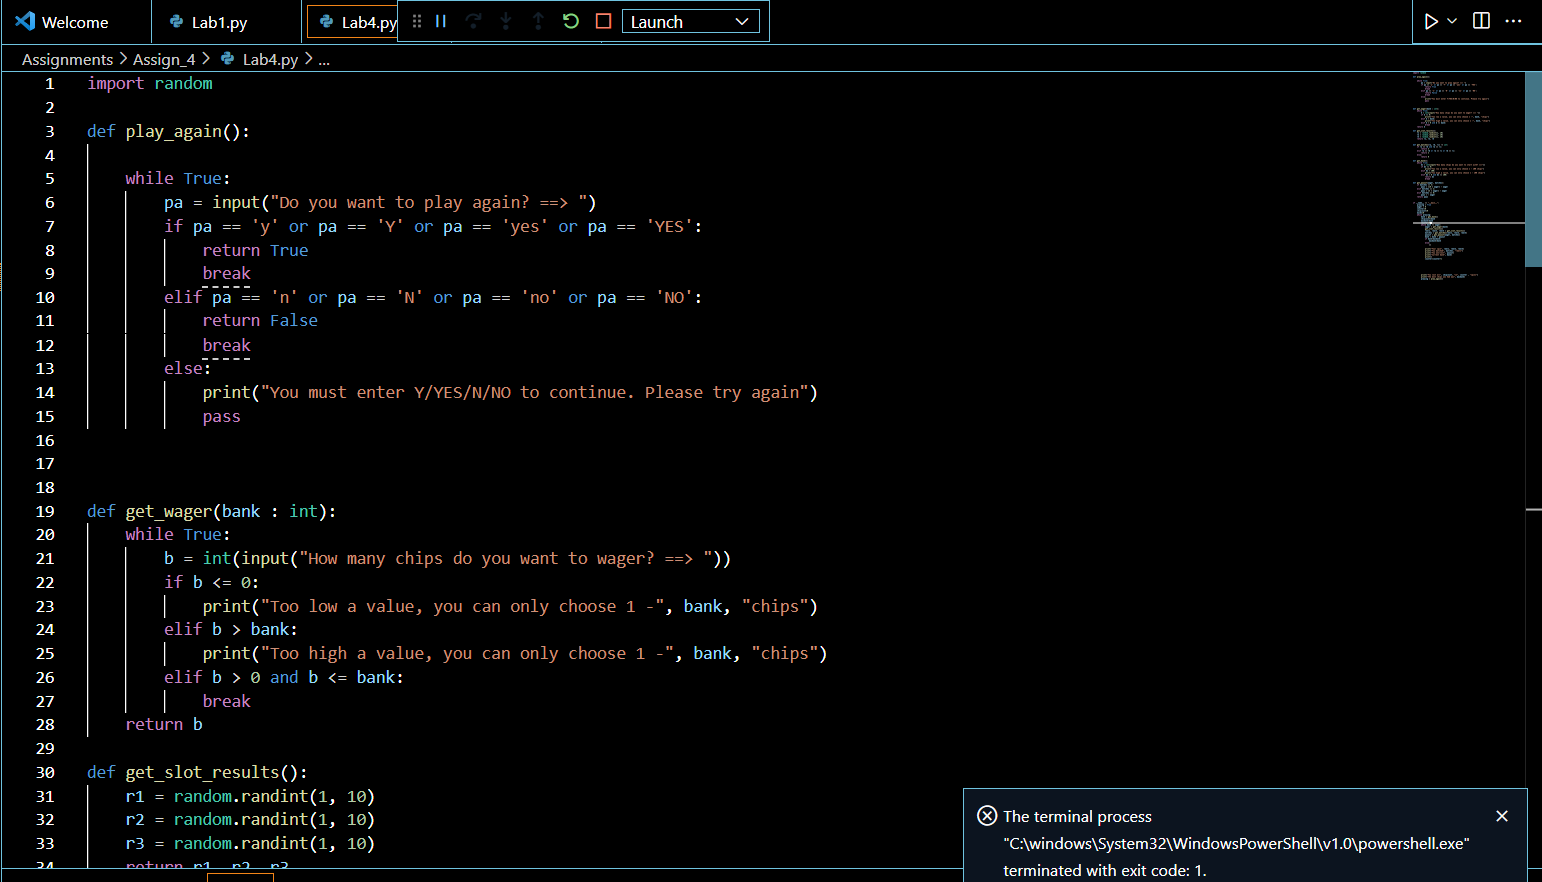 Welcome
Lab1.py
Lab4.py
Launch
Assignments > Assign_4 > Lab4.py > ...
1 import random
2
3 def play_again():
4
5 while True:
6 pa = input("Do you want to play again? ==> ")
7 if pa == 'y' or pa == 'Y' or pa == 'yes' or pa == 'YES':
8 return True
9 break
10 elif pa == 'n' or pa == 'N' or pa == 'no' or pa == 'NO':
11 return False
12 break
13 else:
14 print("You must enter Y/YES/N/NO to continue. Please try again")
15 pass
16
17
18
19 def get_wager(bank : int):
20 while True:
21 b = int(input("How many chips do you want to wager? ==> "))
22 if b <= 0:
23 print("Too low a value, you can only choose 1 -", bank, "chips")
24 elif b > bank:
25 print("Too high a value, you can only choose 1 -", bank, "chips")
26 elif b > 0 and b <= bank:
27 break
28 return b
29
30 def get_slot_results():
31 r1 = random.randint(1, 10)
32 r2 = random.randint(1, 10)
33 r3 = random.randint(1, 10)
34 return r1, r2, r3
The terminal process
"C:\windows\System32\WindowsPowerShell\v1.0\powershell.exe"
terminated with exit code: 1.